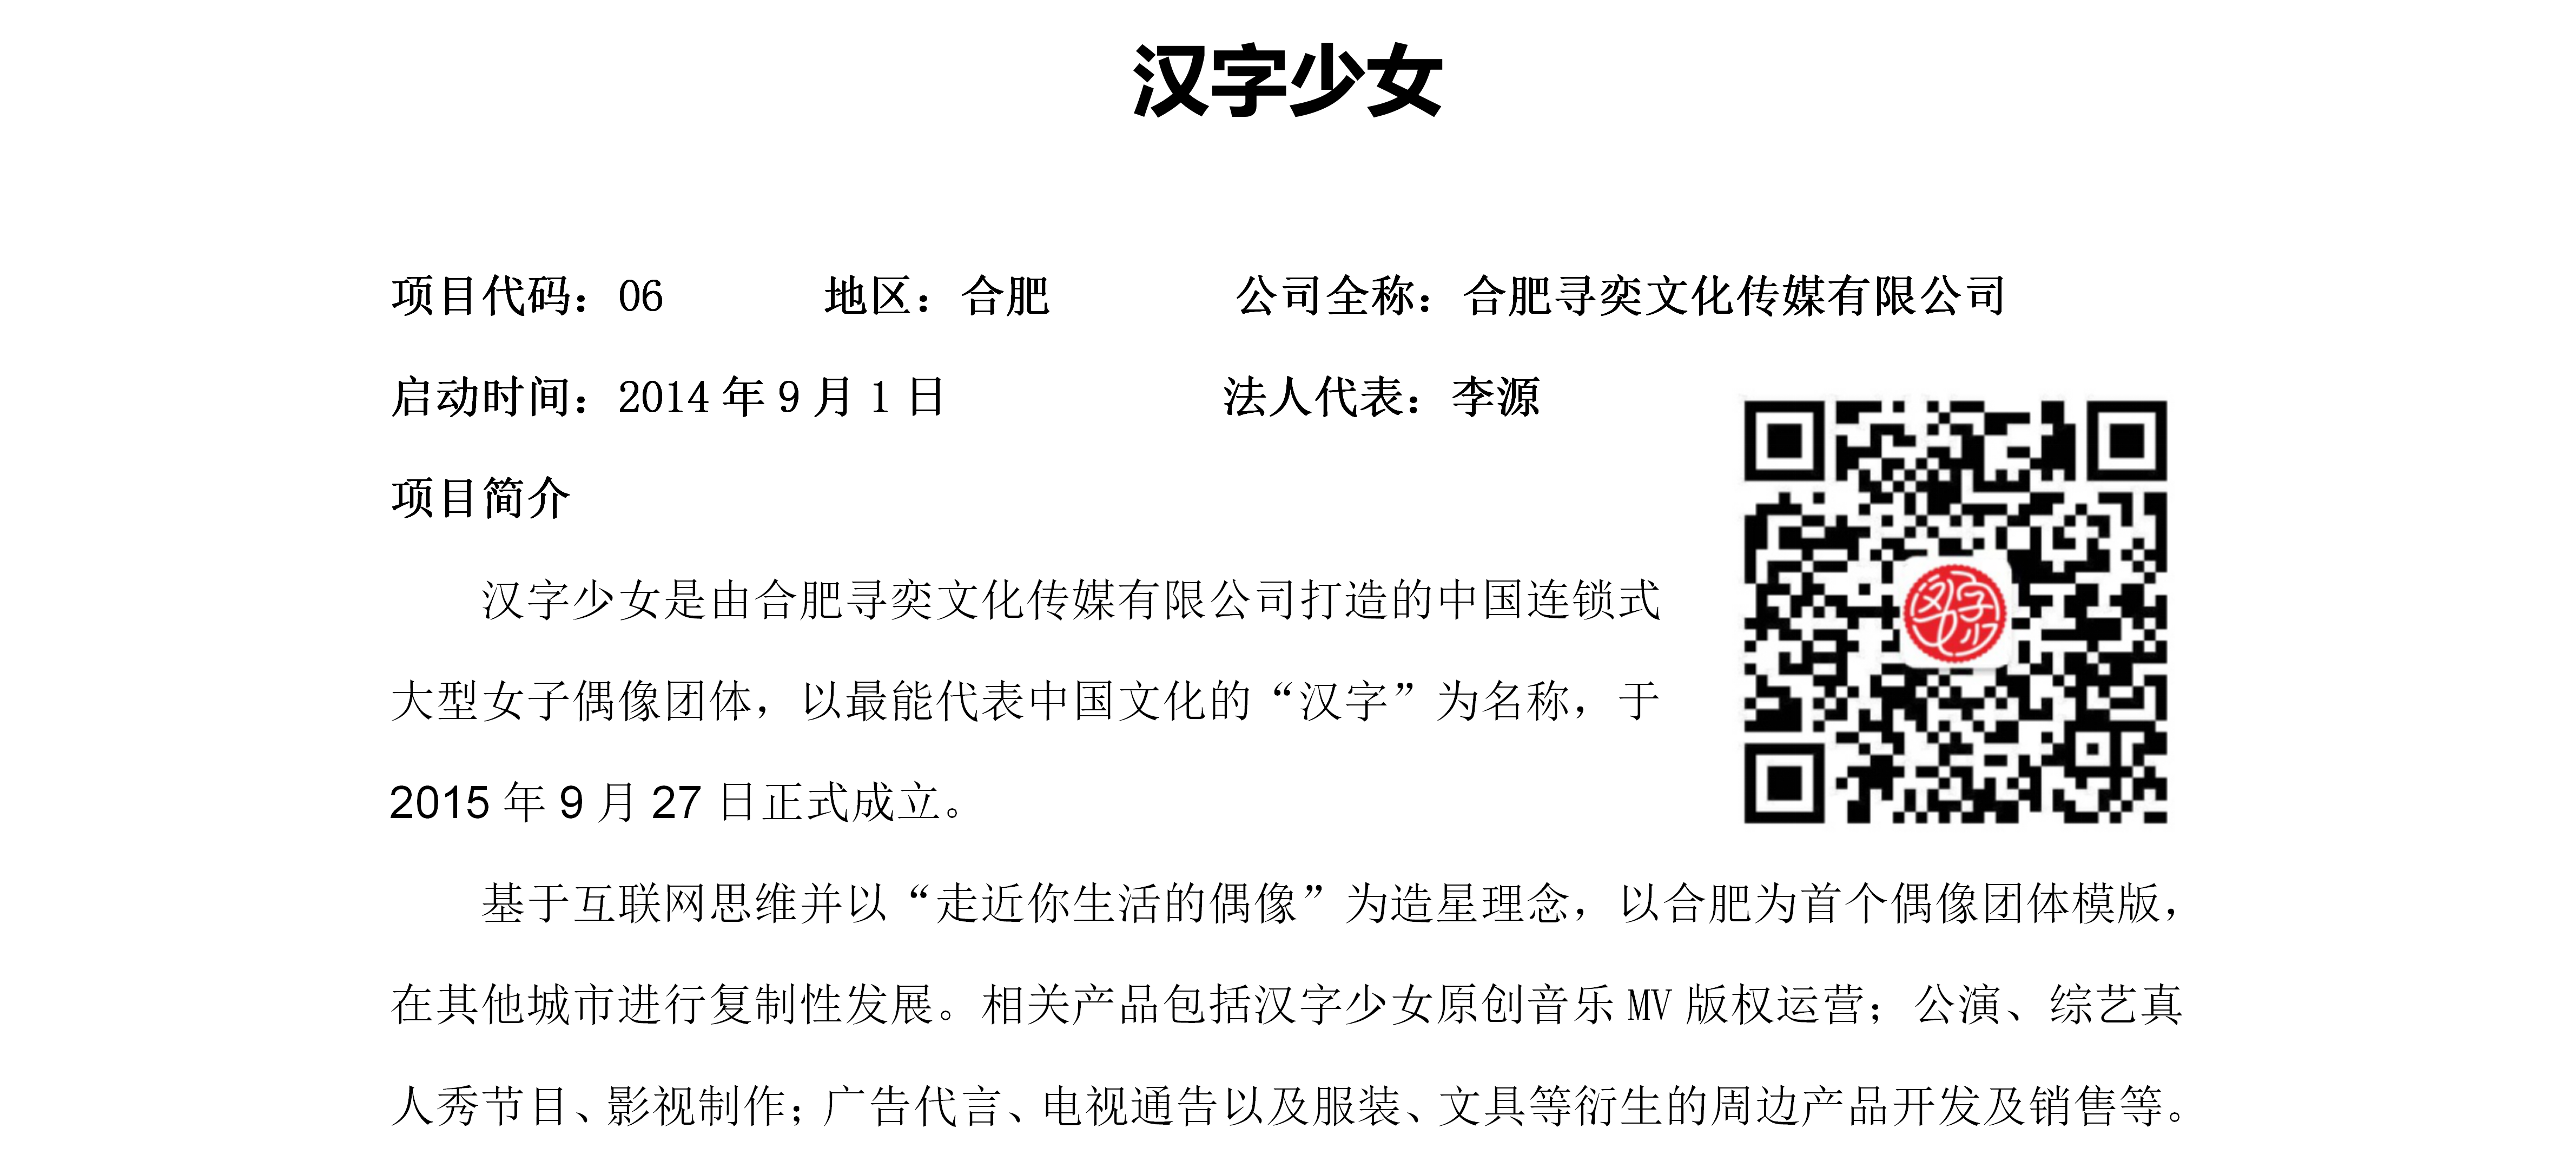 汉字少女
项目代码：06 地区：合肥 公司全称：合肥寻奕文化传媒有限公司
启动时间：2014 年 9 月 1 日 法人代表：李源
项目简介
汉字少女是由合肥寻奕文化传媒有限公司打造的中国连锁式
大型女子偶像团体，以最能代表中国文化的“汉字”为名称，于
2015 年 9 月 27 日正式成立。
基于互联网思维并以“走近你生活的偶像”为造星理念，以合肥为首个偶像团体模版，
在其他城市进行复制性发展。相关产品包括汉字少女原创音乐 MV 版权运营；公演、综艺真
人秀节目、影视制作；广告代言、电视通告以及服装、文具等衍生的周边产品开发及销售等。
汉字少女